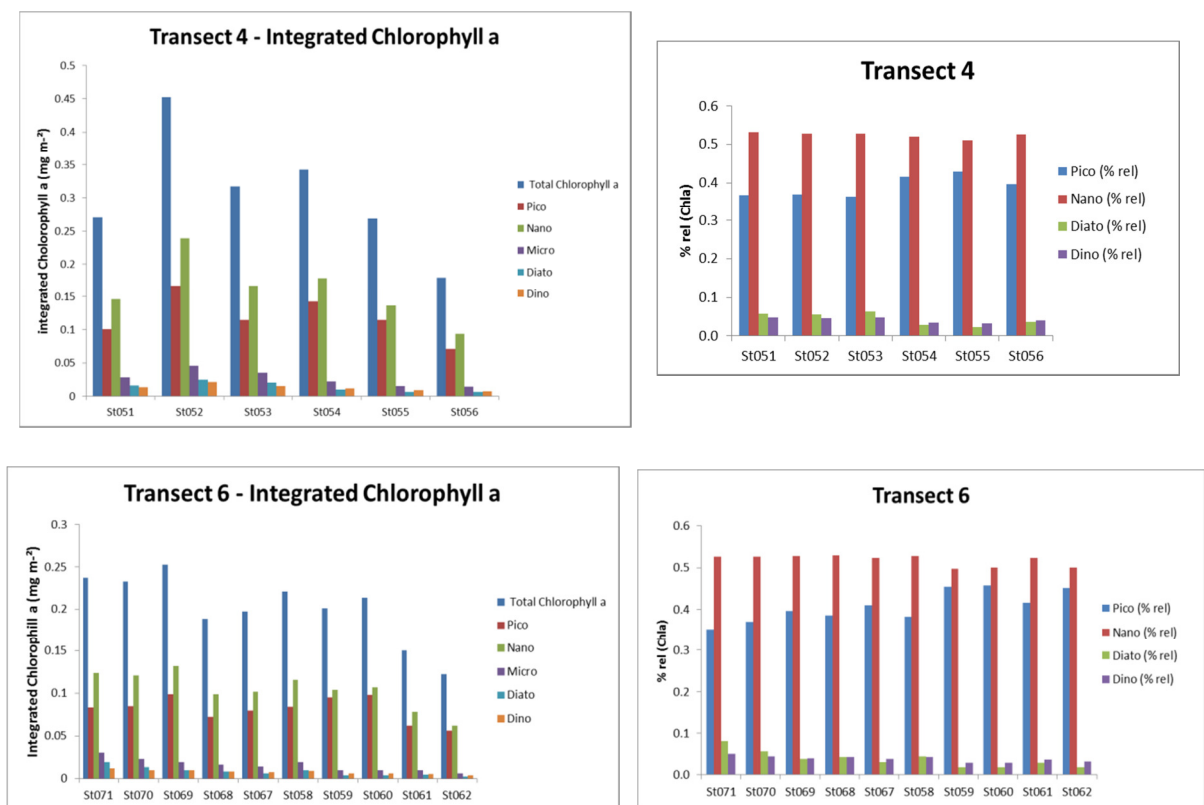 Transect 4 - Integrated Chlorophyll a
integrated Cholorophyll a (mg m-²)
0.5
0.45
0.4
0.35
0.3
0.25
0.2
0.15
0.1
0.05
0
St051 St052 St053 St054 St055 St056
Total Chlorophyll a
Pico
Nano
Micro
Diato
Dino
Transect 4
% rel (Chla)
0.6
0.5
0.4
0.3
0.2
0.1
0.0
St051 St052 St053 St054 St055 St056
Pico (% rel)
Nano (% rel)
Diato (% rel)
Dino (% rel)
Transect 6 - Integrated Chlorophyll a
Integrated Chlorophill a (mg m-²)
0.3
0.25
0.2
0.15
0.1
0.05
0
St071 St070 St069 St068 St067 St058 St059 St060 St061 St062
Total Chlorophyll a
Pico
Nano
Micro
Diato
Dino
Transect 6
% rel (Chla)
0.6
0.5
0.4
0.3
0.2
0.1
0.0
St071 St070 St069 St068 St067 St058 St059 St060 St061 St062
Pico (% rel)
Nano (% rel)
Diato (% rel)
Dino (% rel)